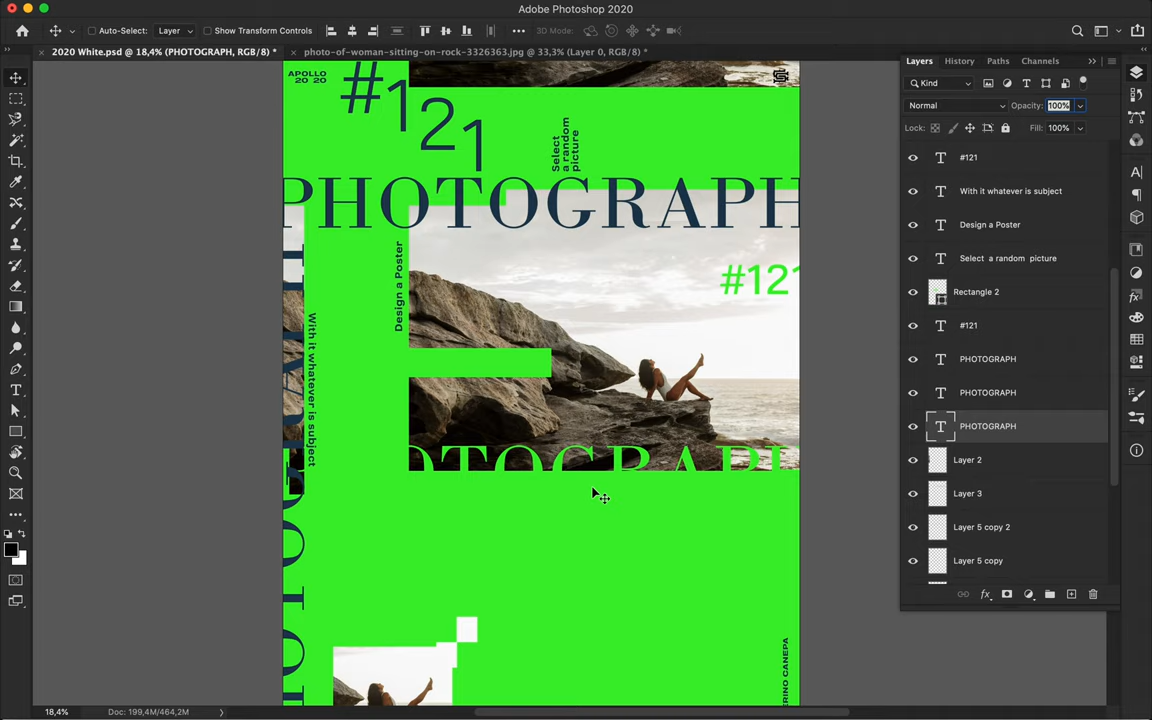 Adobe Photoshop 2020
Auto-Select: Layer Show Transform Controls 3D Mode:
2020 White.psd @ 18,4% (PHOTOGRAPH, RGB/8) * photo-of-woman-sitting-on-rock-3326363.jpg @ 33,3% (Layer 0, RGB/8) *
APOLLO
20 20
#121
Select
a random
picture
PHOTOGRAPH
#121
Design a Poster
With it whatever is subject
PHOTOGRAPH
Layers History Paths Channels
Kind
Normal Opacity: 100%
Lock: Fill: 100%
#121
With it whatever is subject
Design a Poster
Select a random picture
Rectangle 2
#121
PHOTOGRAPH
PHOTOGRAPH
PHOTOGRAPH
Layer 2
Layer 3
Layer 5 copy 2
Layer 5 copy
fx
ERINO CANEPA
18,4% Doc: 199,4M/464,2M